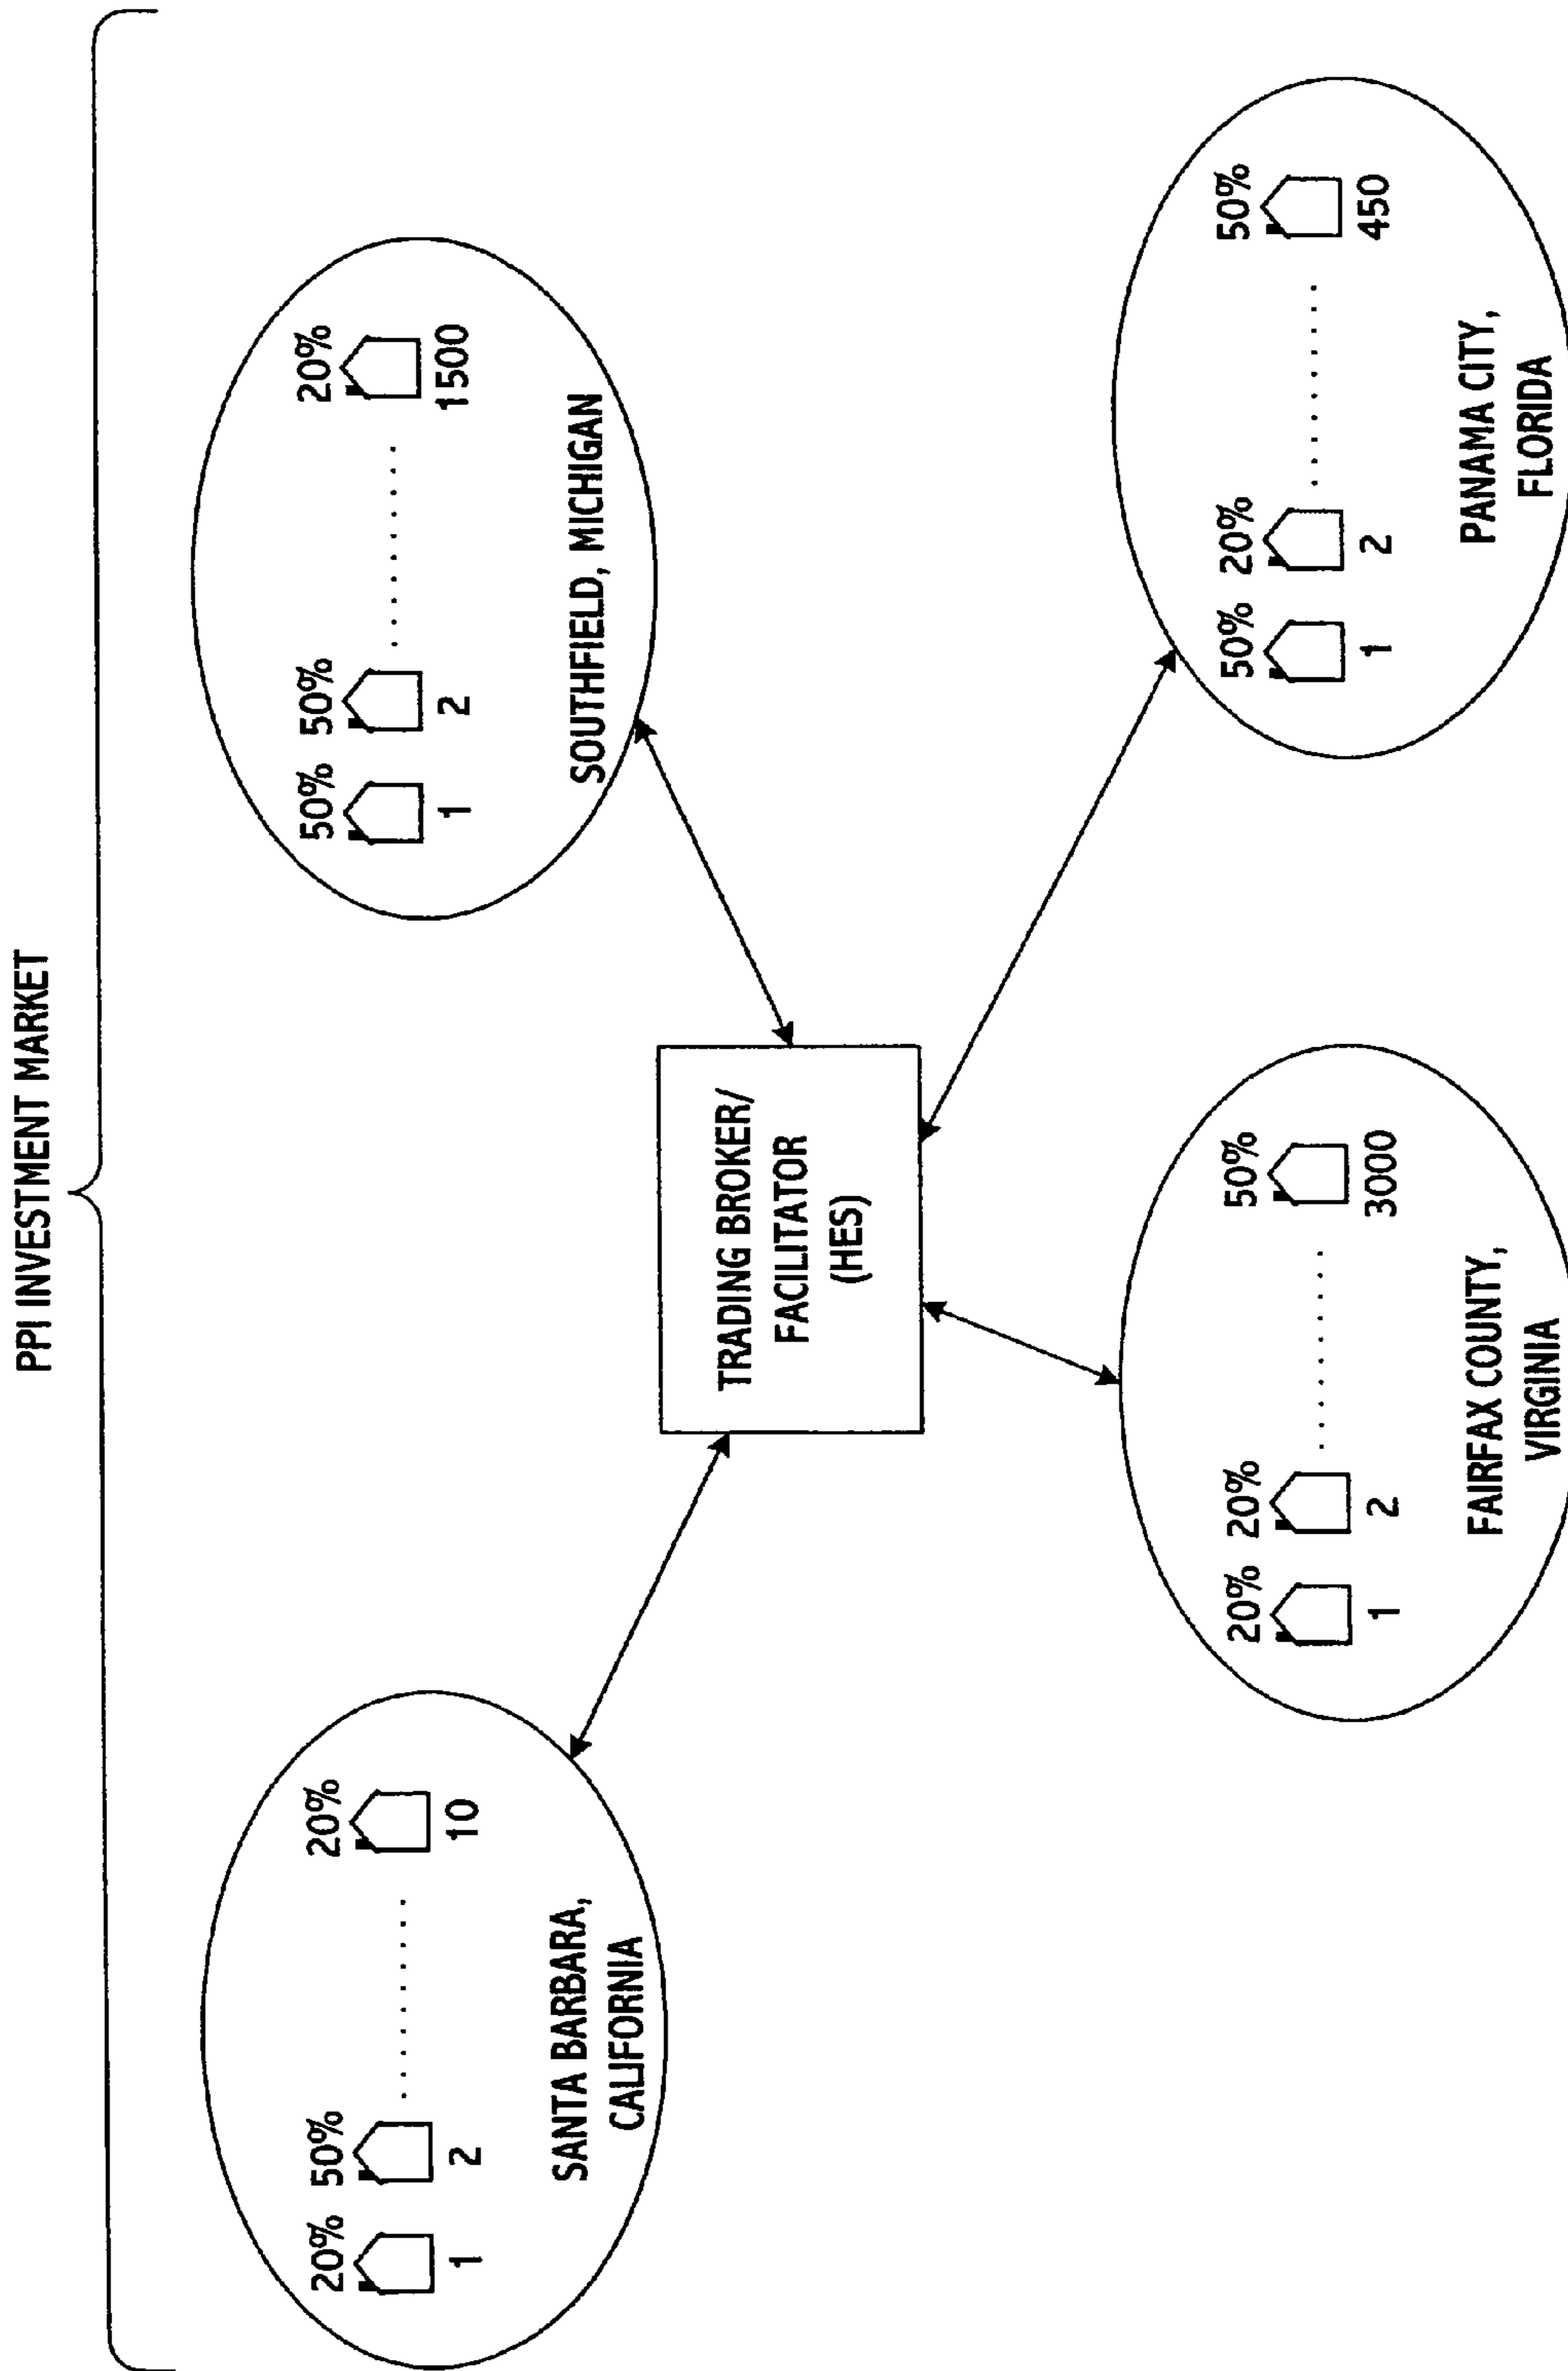 PPI INVESTMENT MARKET
20% 50% 20%
1 2 10
SANTA BARBARA,
CALIFORNIA
50% 50% 20%
1 2 1500
SOUTHFIELD, MICHIGAN
TRADING BROKER/
FACILITATOR
(HES)
20% 20% 50%
1 2 3000
FAIRFAX COUNTY,
VIRGINIA
50% 20% 50%
1 2 450
PANAMA CITY,
FLORIDA